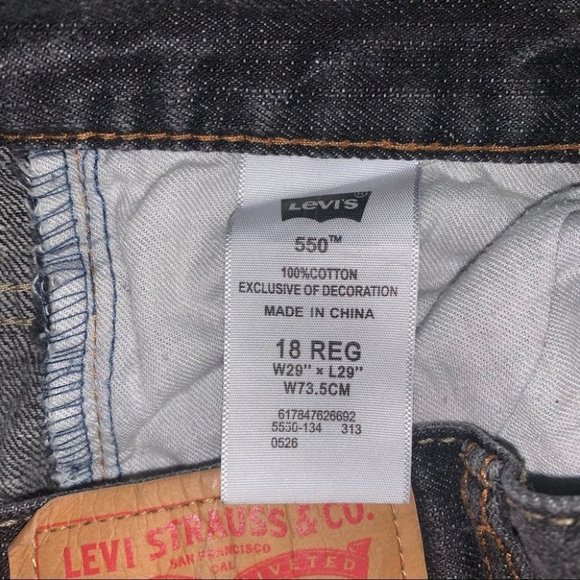 LEVI'S
550™
100%COTTON
EXCLUSIVE OF DECORATION
MADE IN CHINA
18 REG
W29" × L29"
W73.5CM
617847626692
5550-134 313
0526
LEVI STRAUSS & CO.
SAN FRANCISCO
CAL
RIVETED